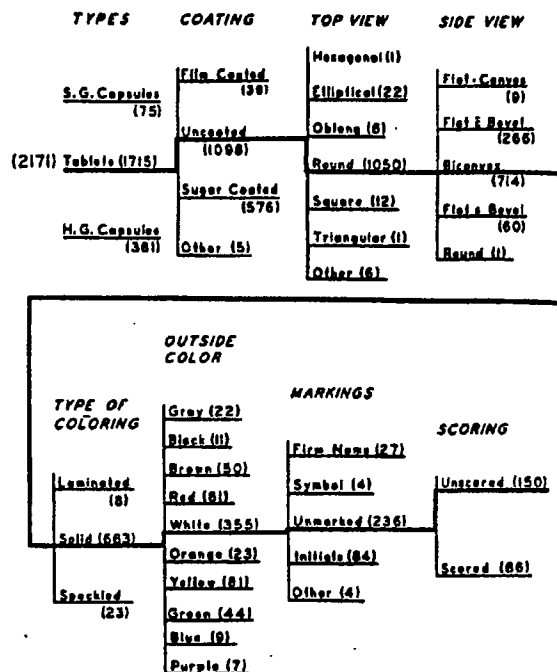 TYPES
S.G. Capsules
(75)
(2171) Tablets (1715)
H.G. Capsules
(381)
COATING
Film Coated
(39)
Uncoated
(1098)
Sugar Coated
(576)
Other (5)
TOP VIEW
Hexagonal (1)
Elliptical (22)
Oblong (6)
Round (1050)
Square (12)
Triangular (1)
Other (6)
SIDE VIEW
Flat-Convex
(9)
Flat E Bevel
(266)
Biconvex
(714)
Flat s Bevel
(60)
Round (1)
TYPE OF
COLORING
Laminated
(8)
Solid (663)
Speckled
(23)
OUTSIDE
COLOR
Gray (22)
Black (11)
Brown (50)
Red (61)
White (355)
Orange (23)
Yellow (81)
Green (44)
Blue (9)
Purple (7)
MARKINGS
Firm Name (27)
Symbol (4)
Unmarked (236)
Initials (84)
Other (4)
SCORING
Unscored (150)
Scored (86)